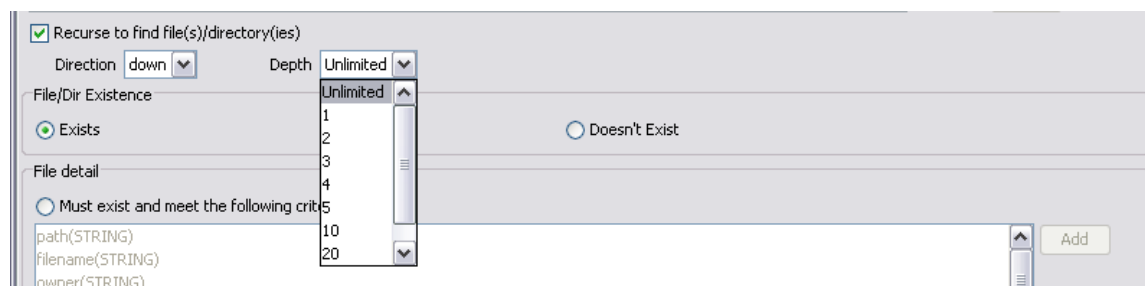 Recurse to find file(s)/directory(ies)
Direction down Depth Unlimited
Unlimited
File/Dir Existence
1
Exists
Doesn't Exist
2
3
File detail
4
Must exist and meet the following crit
5
10
20
path(STRING)
Add
filename(STRING)
owner(STRING)